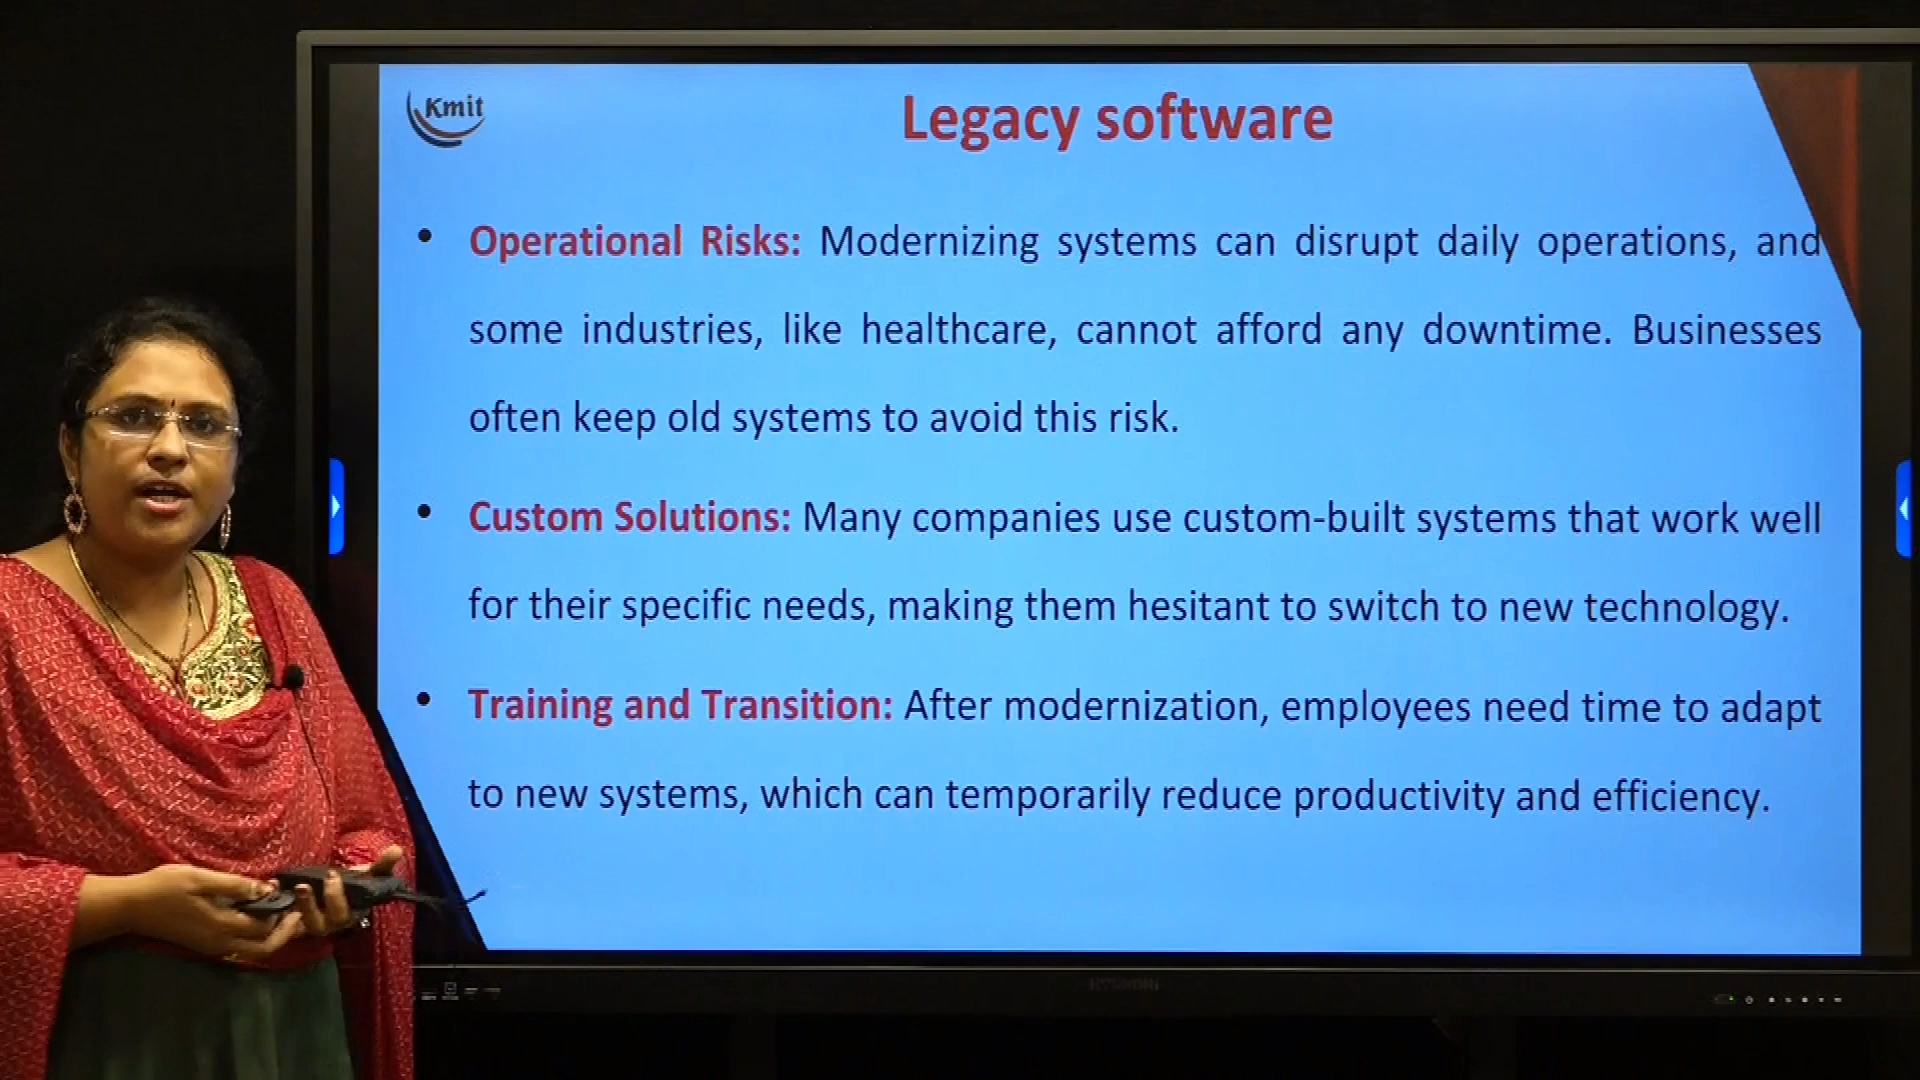 Kmit
Legacy software
• Operational Risks: Modernizing systems can disrupt daily operations, and
some industries, like healthcare, cannot afford any downtime. Businesses
often keep old systems to avoid this risk.
• Custom Solutions: Many companies use custom-built systems that work well
for their specific needs, making them hesitant to switch to new technology.
• Training and Transition: After modernization, employees need time to adapt
to new systems, which can temporarily reduce productivity and efficiency.
HYUNDAI